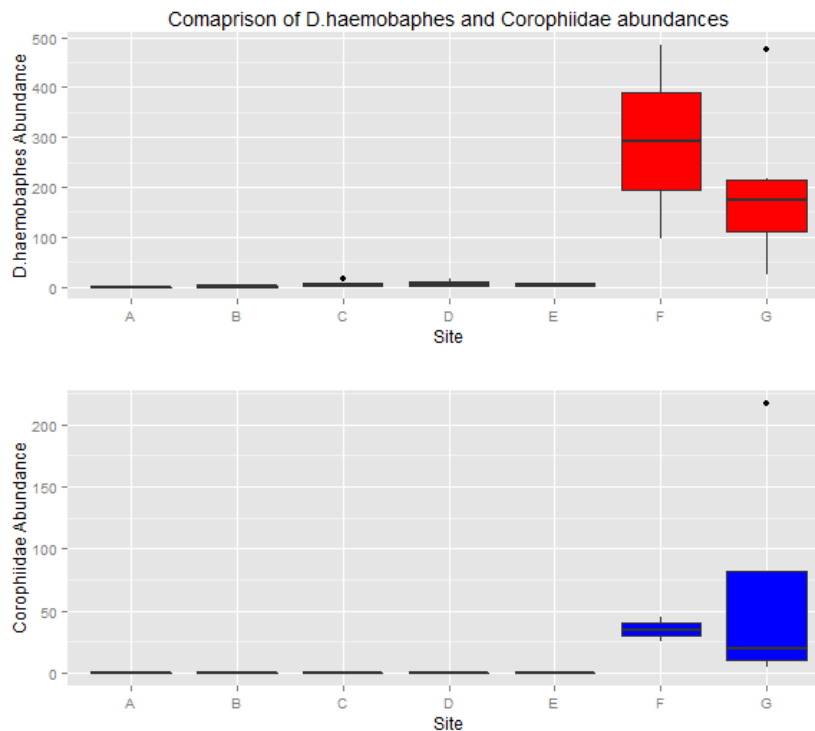 Comaprison of D.haemobaphes and Corophiidae abundances
D.haemobaphes Abundance
500
400
300
200
100
0
A B C D E F G
Site
Corophiidae Abundance
200
150
100
50
0
A B C D E F G
Site